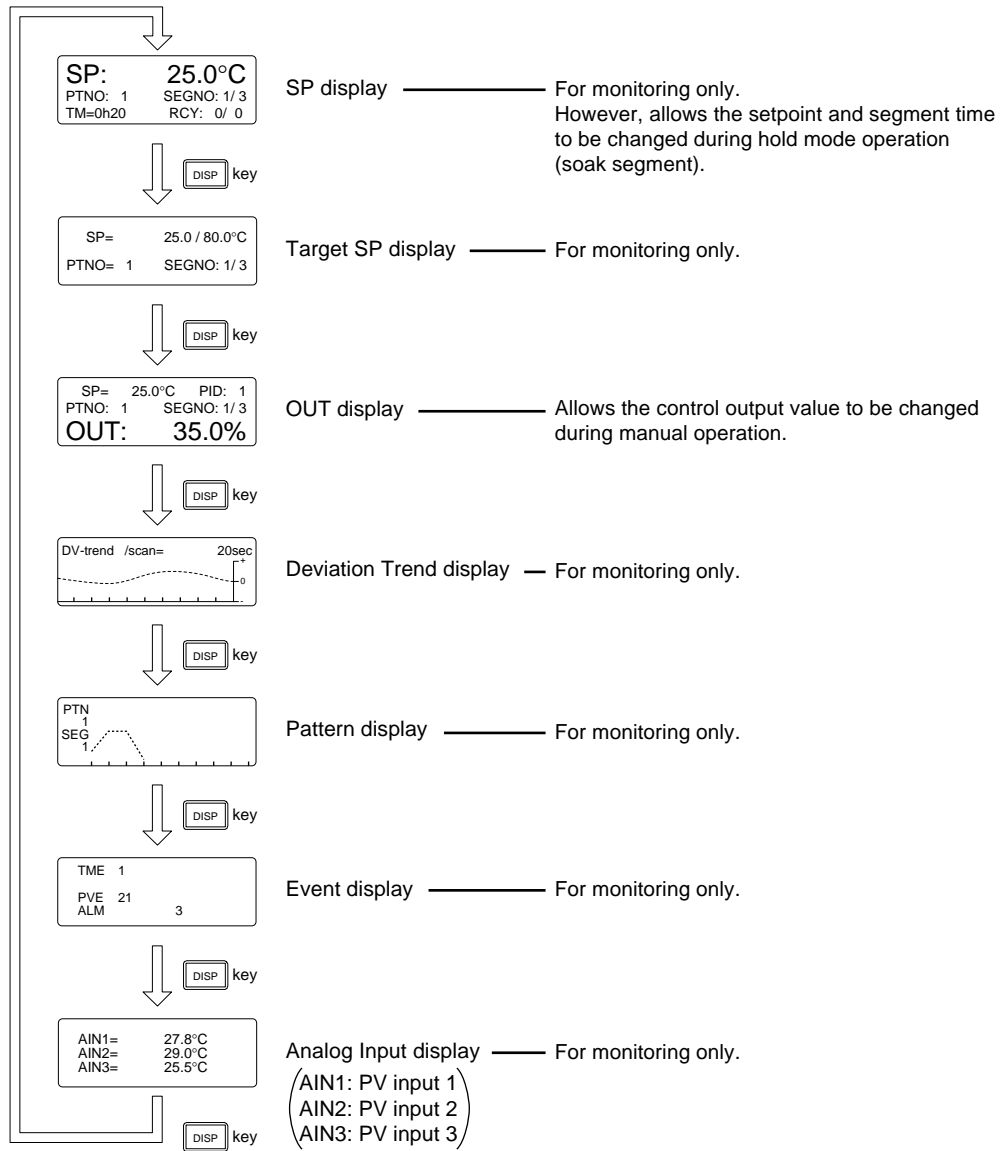 SP: 25.0°C
PTNO: 1 SEGNO: 1/ 3
TM=0h20 RCY: 0/ 0
SP display
For monitoring only.
However, allows the setpoint and segment time
to be changed during hold mode operation
(soak segment).
DISP key
SP= 25.0 / 80.0°C
PTNO= 1 SEGNO: 1/ 3
Target SP display
For monitoring only.
DISP key
SP= 25.0°C PID: 1
PTNO: 1 SEGNO: 1/ 3
OUT: 35.0%
OUT display
Allows the control output value to be changed
during manual operation.
DISP key
DV-trend /scan= 20sec
+
0
-
Deviation Trend display
For monitoring only.
DISP key
PTN
1
SEG
1
Pattern display
For monitoring only.
DISP key
TME 1
PVE 21
ALM 3
Event display
For monitoring only.
DISP key
AIN1= 27.8°C
AIN2= 29.0°C
AIN3= 25.5°C
Analog Input display
For monitoring only.
AIN1: PV input 1
AIN2: PV input 2
AIN3: PV input 3
DISP key